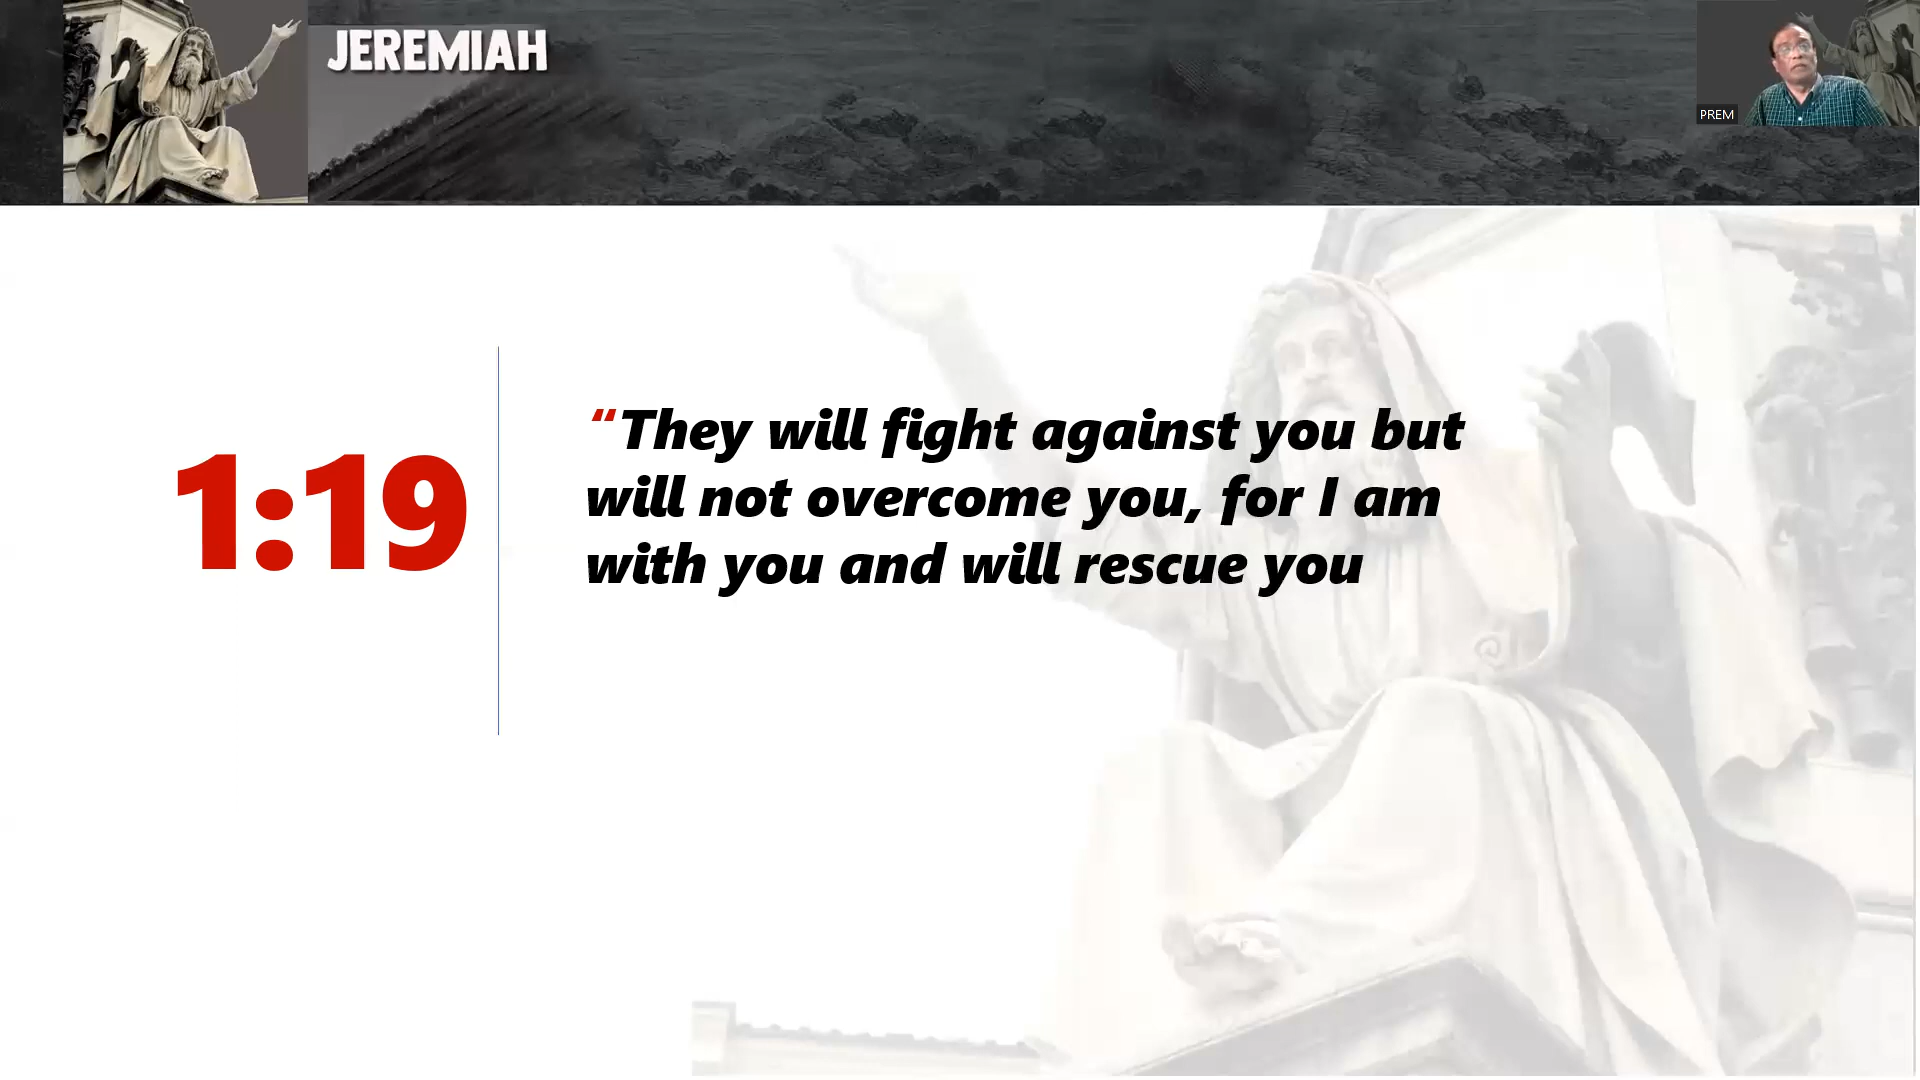 JEREMIAH
PREM
1:19
“They will fight against you but
will not overcome you, for I am
with you and will rescue you